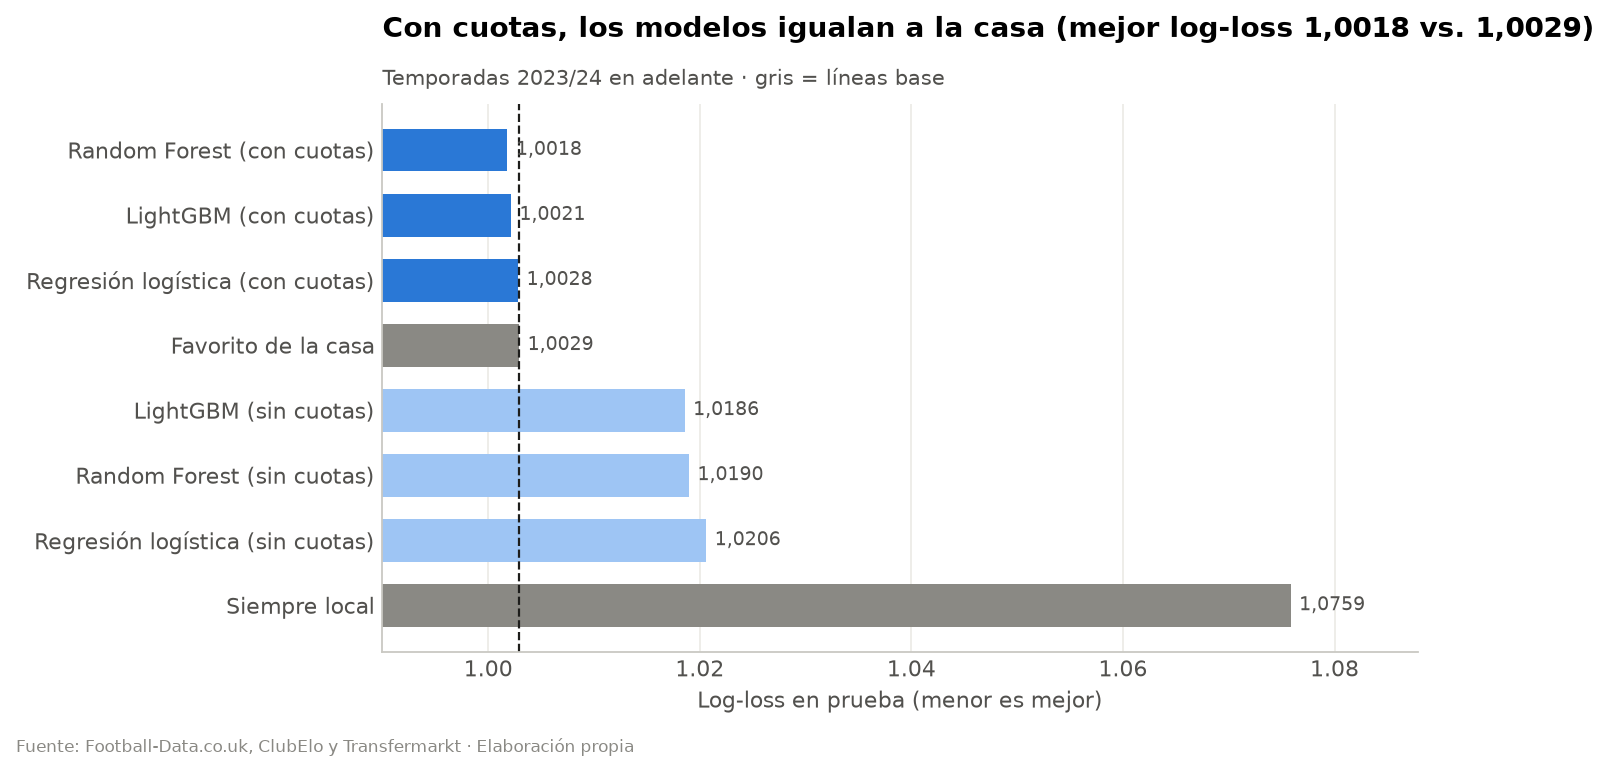 Con cuotas, los modelos igualan a la casa (mejor log-loss 1,0018 vs. 1,0029)
Temporadas 2023/24 en adelante · gris = líneas base
Random Forest (con cuotas) 1,0018
LightGBM (con cuotas) 1,0021
Regresión logística (con cuotas) 1,0028
Favorito de la casa 1,0029
LightGBM (sin cuotas) 1,0186
Random Forest (sin cuotas) 1,0190
Regresión logística (sin cuotas) 1,0206
Siempre local 1,0759
1.00 1.02 1.04 1.06 1.08
Log-loss en prueba (menor es mejor)
Fuente: Football-Data.co.uk, ClubElo y Transfermarkt · Elaboración propia